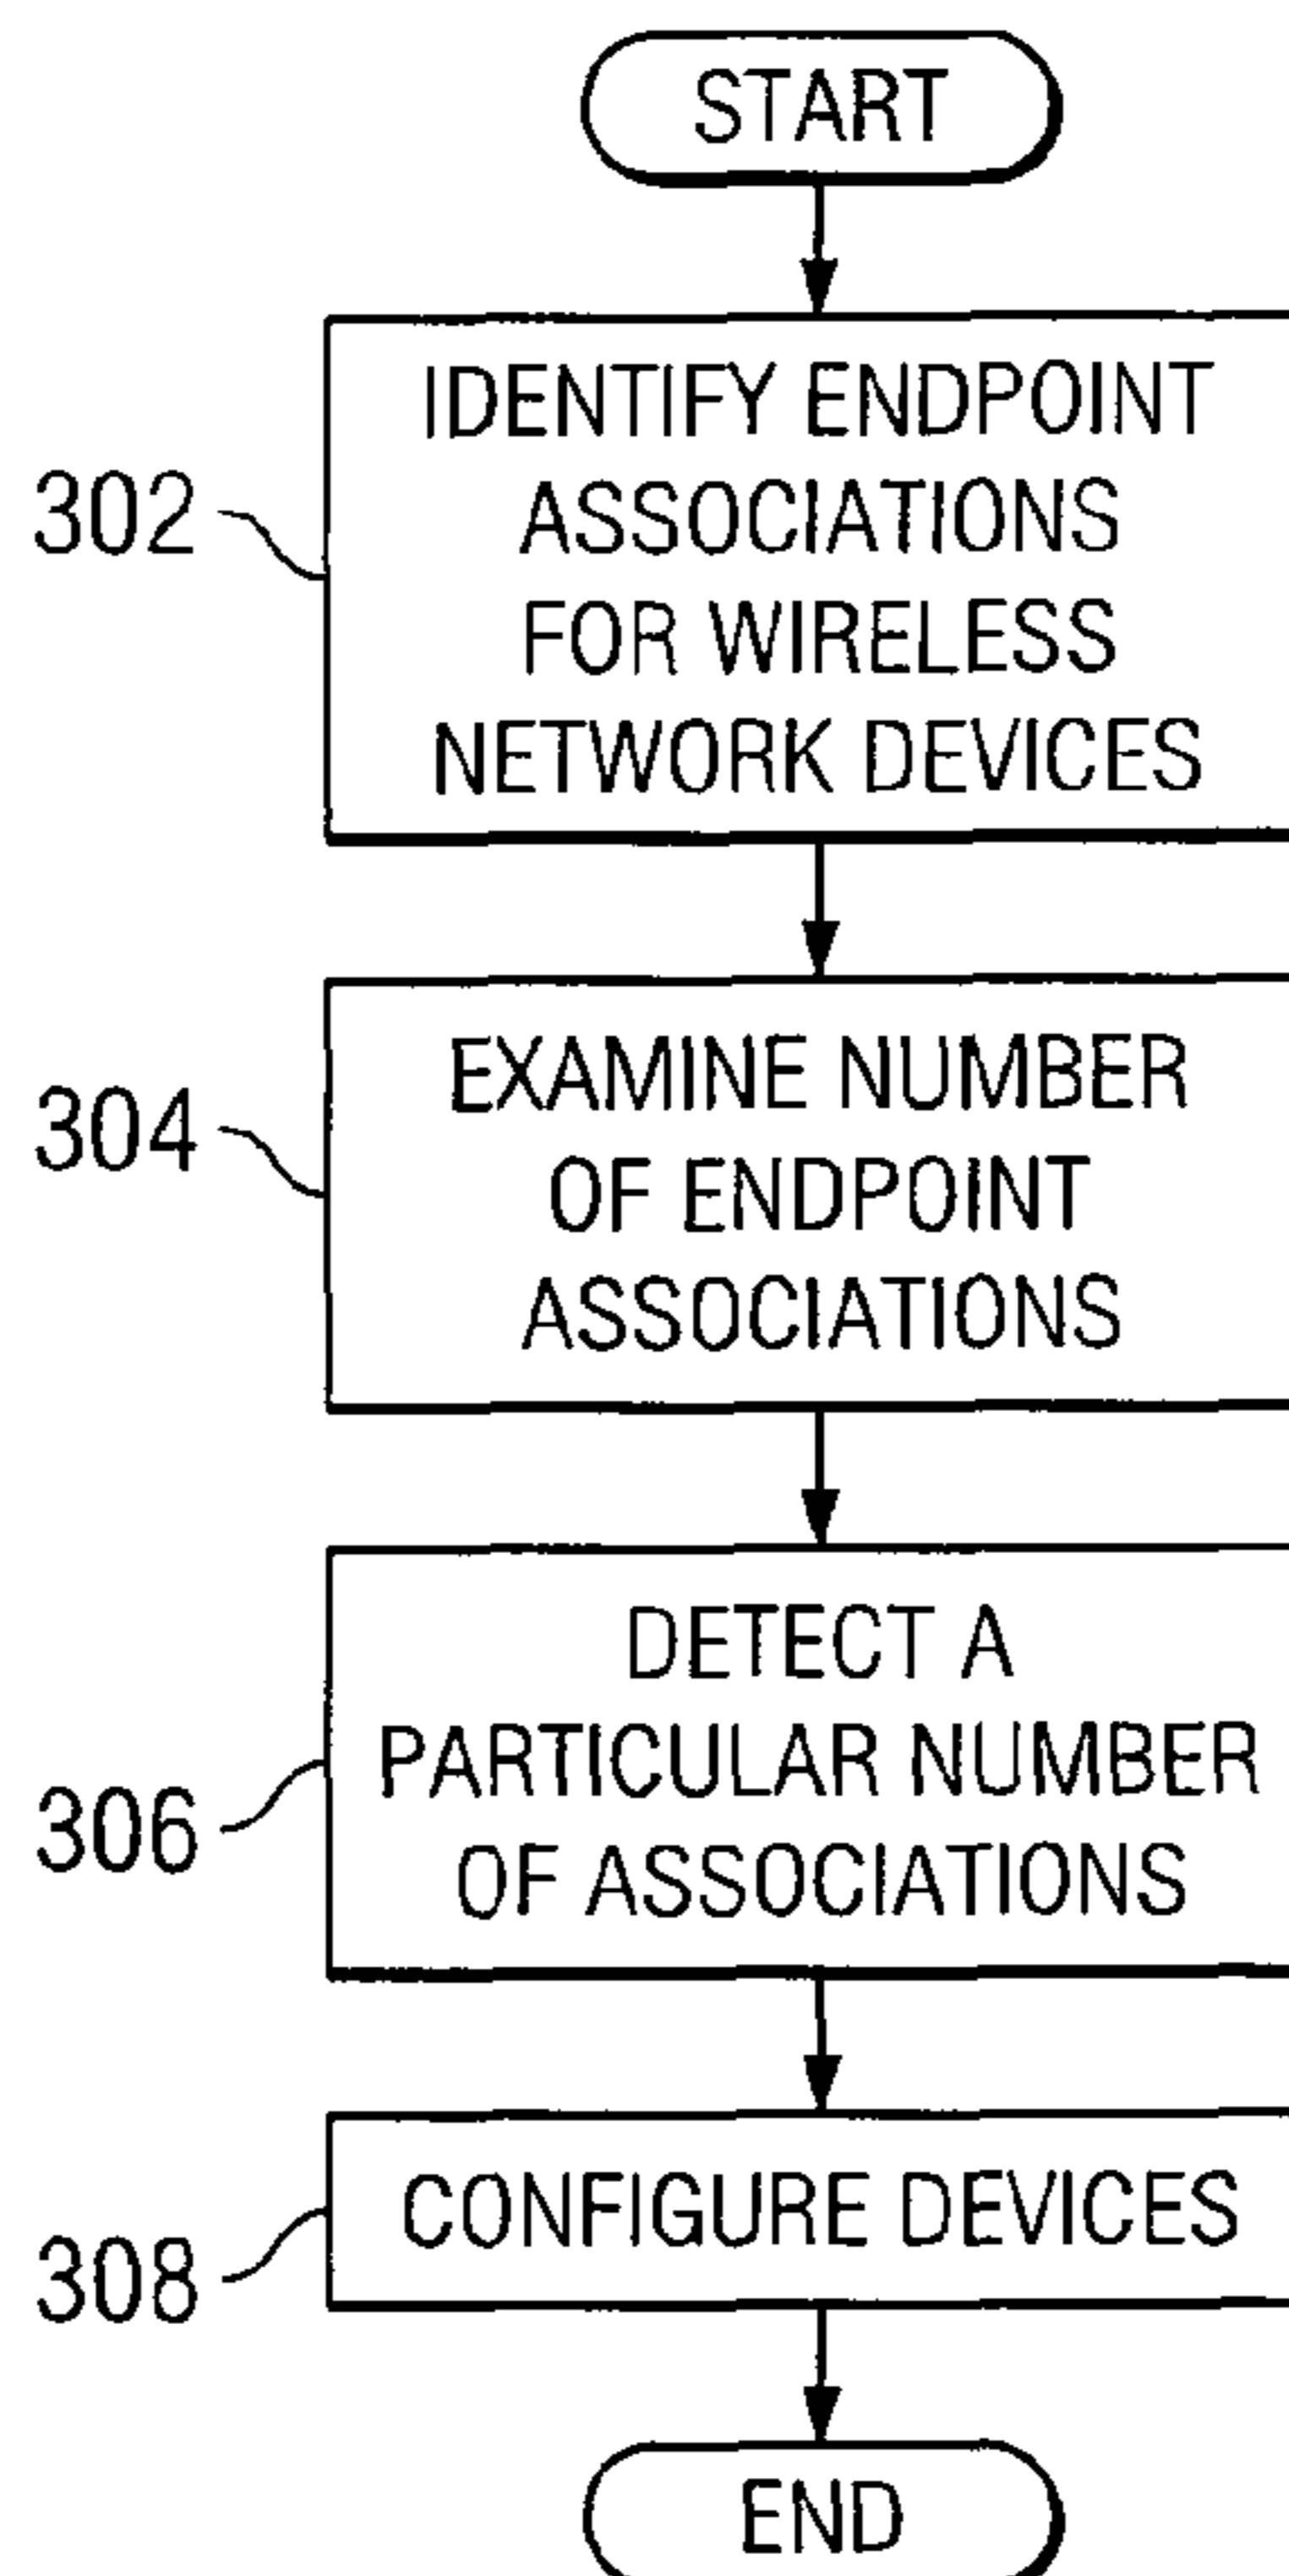 START
IDENTIFY ENDPOINT
ASSOCIATIONS
FOR WIRELESS
NETWORK DEVICES
302
EXAMINE NUMBER
OF ENDPOINT
ASSOCIATIONS
304
DETECT A
PARTICULAR NUMBER
OF ASSOCIATIONS
306
CONFIGURE DEVICES
308
END